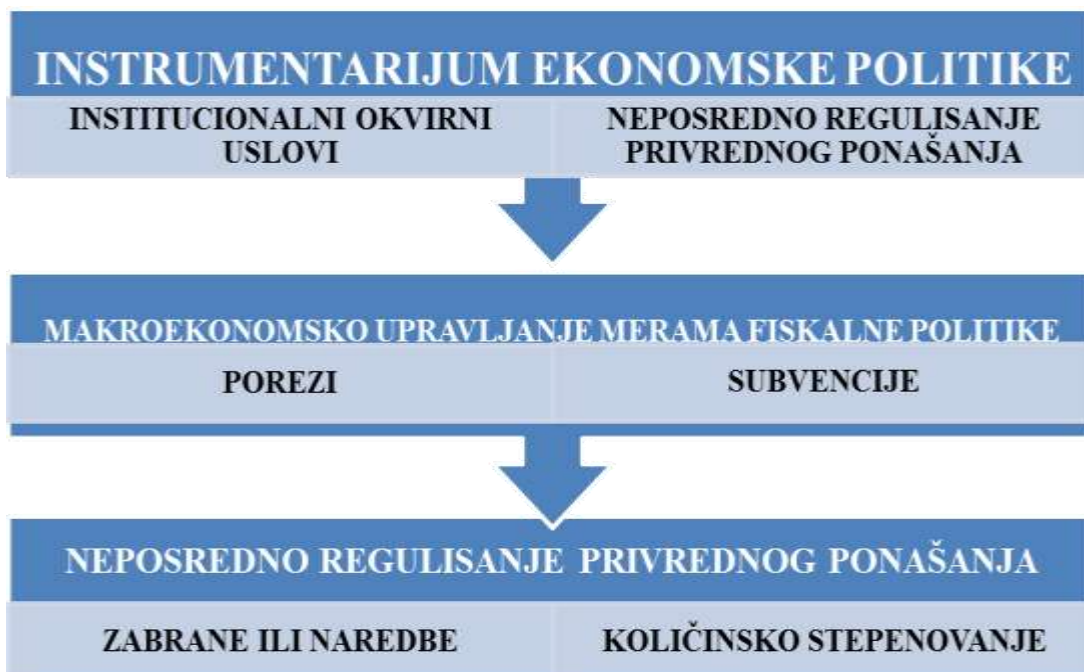 INSTRUMENTARIJUM EKONOMSKE POLITIKE
INSTITUCIONALNI OKVIRNI
USLOVI
NEPOSREDNO REGULISANJE
PRIVREDNOG PONAŠANJA
MAKROEKONOMSKO UPRAVLJANJE MERAMA FISKALNE POLITIKE
POREZI
SUBVENCIJE
NEPOSREDNO REGULISANJE PRIVREDNOG PONAŠANJA
ZABRANE ILI NAREDBE
KOLIČINSKO STEPENOVANJE